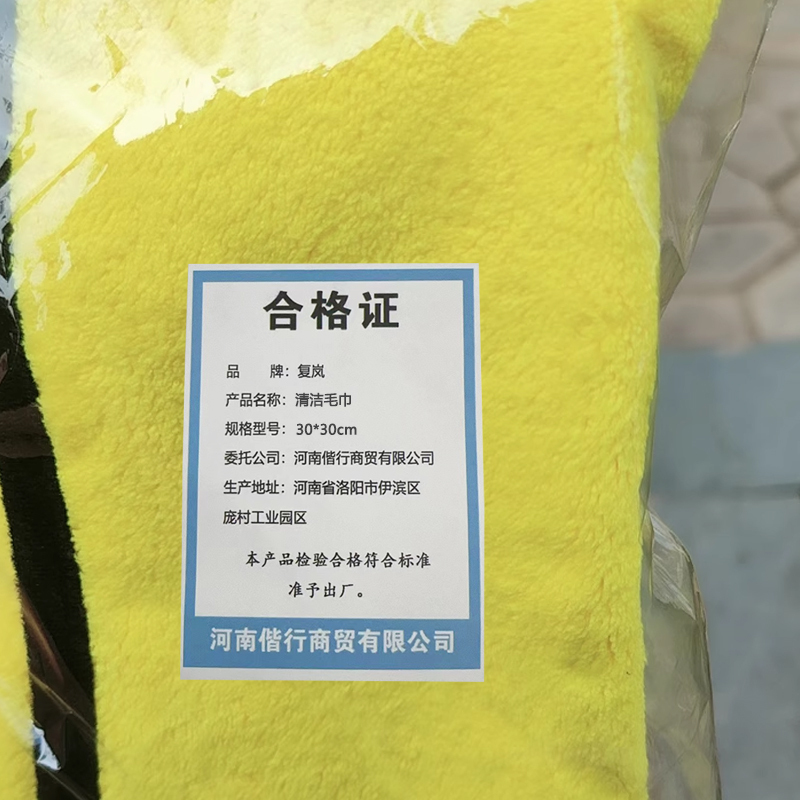 合格证
品 牌：复岚
产品名称：清洁毛巾
规格型号：30*30cm
委托公司：河南偕行商贸有限公司
生产地址：河南省洛阳市伊滨区
庞村工业园区
本产品检验合格符合标准
准予出厂。
河南偕行商贸有限公司